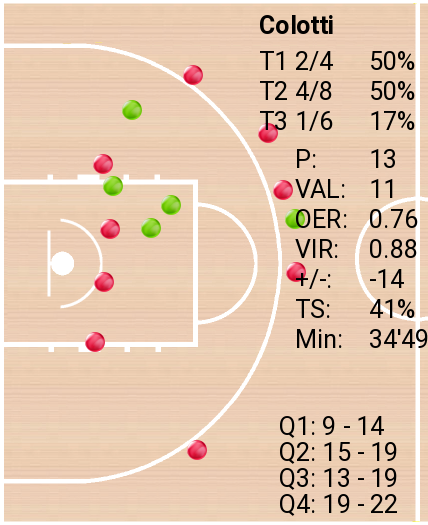 Colotti
T1 2/4 50%
T2 4/8 50%
T3 1/6 17%
P: 13
VAL: 11
OER: 0.76
VIR: 0.88
+/-: -14
TS: 41%
Min: 34'49
Q1: 9 - 14
Q2: 15 - 19
Q3: 13 - 19
Q4: 19 - 22